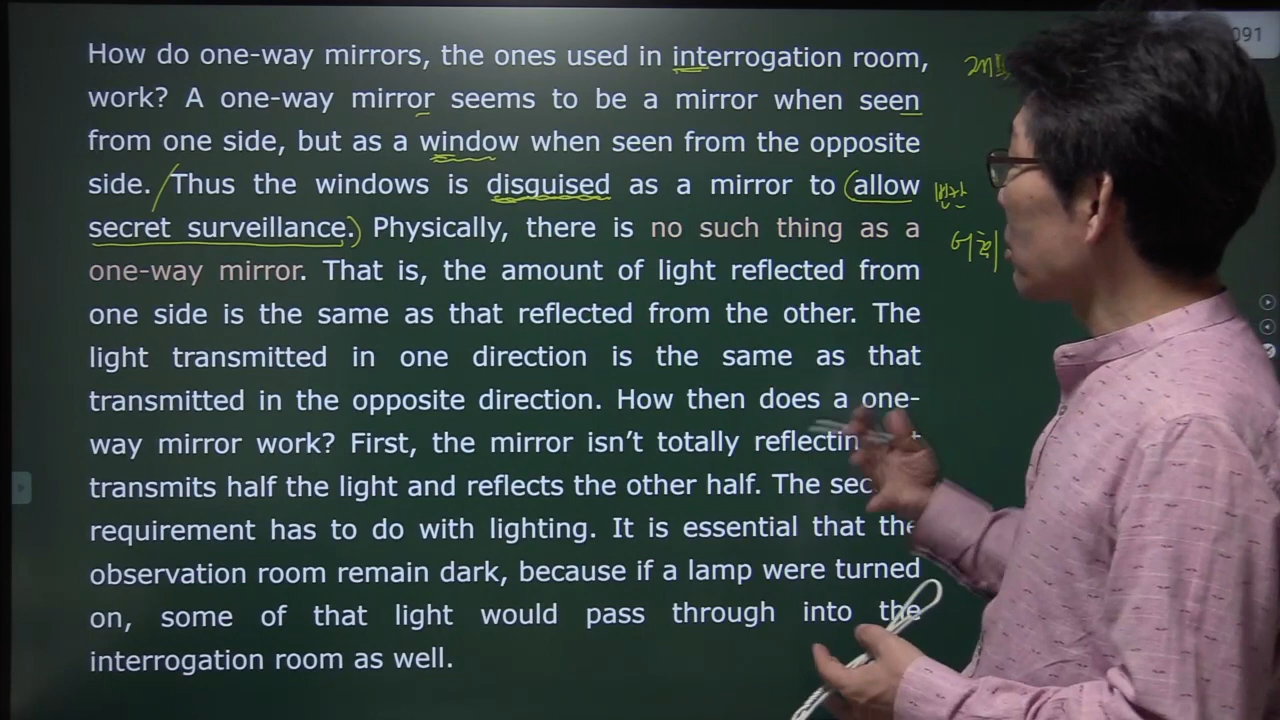 How do one-way mirrors, the ones used in interrogation room,
work? A one-way mirror seems to be a mirror when seen
from one side, but as a window when seen from the opposite
side. Thus the windows is disguised as a mirror to (allow
secret surveillance.) Physically, there is no such thing as a
one-way mirror. That is, the amount of light reflected from
one side is the same as that reflected from the other. The
light transmitted in one direction is the same as that
transmitted in the opposite direction. How then does a one-
way mirror work? First, the mirror isn't totally
transmits half the light and reflects the other half. The
requirement has to do with lighting. It is essential that the
observation room remain dark, because if a lamp were turned
on, some of that light would pass through into the
interrogation room as well.
091